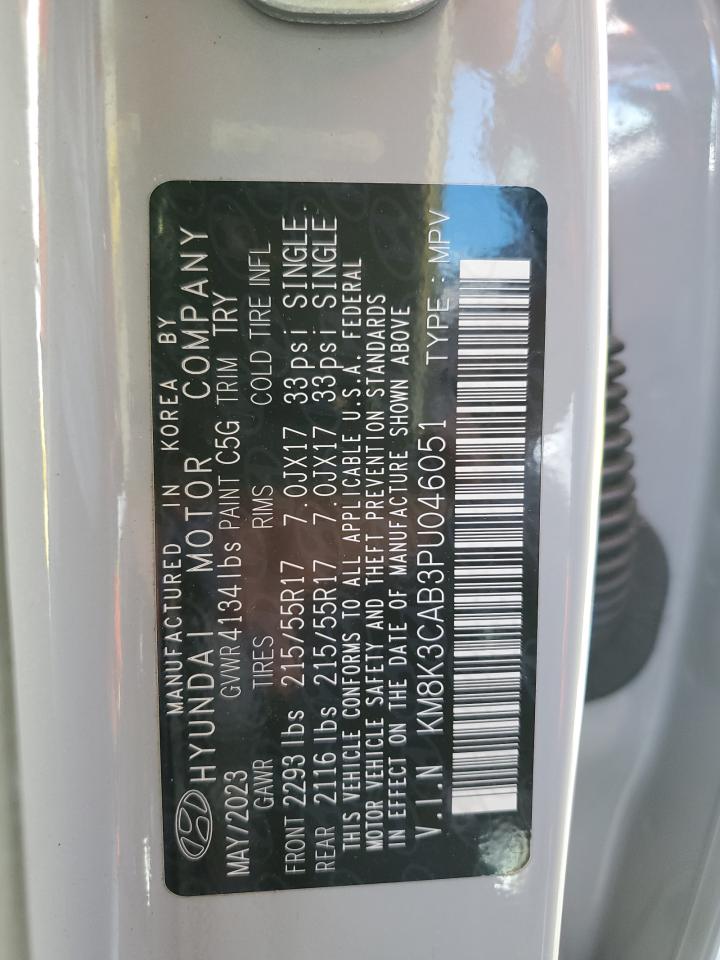 MANUFACTURED IN KOREA BY
HYUNDAI MOTOR COMPANY
MAY/2023 GVWR 4134 lbs PAINT C5G TRIM TRY
GAWR TIRES RIMS COLD TIRE INFL
FRONT 2293 lbs 215/55R17 7.0JX17 33psi SINGLE
REAR 2116 lbs 215/55R17 7.0JX17 33psi SINGLE
THIS VEHICLE CONFORMS TO ALL APPLICABLE U.S.A. FEDERAL
MOTOR VEHICLE SAFETY AND THEFT PREVENTION STANDARDS
IN EFFECT ON THE DATE OF MANUFACTURE SHOWN ABOVE
V.I.N KM8K3CAB3PU046051 TYPE : MPV